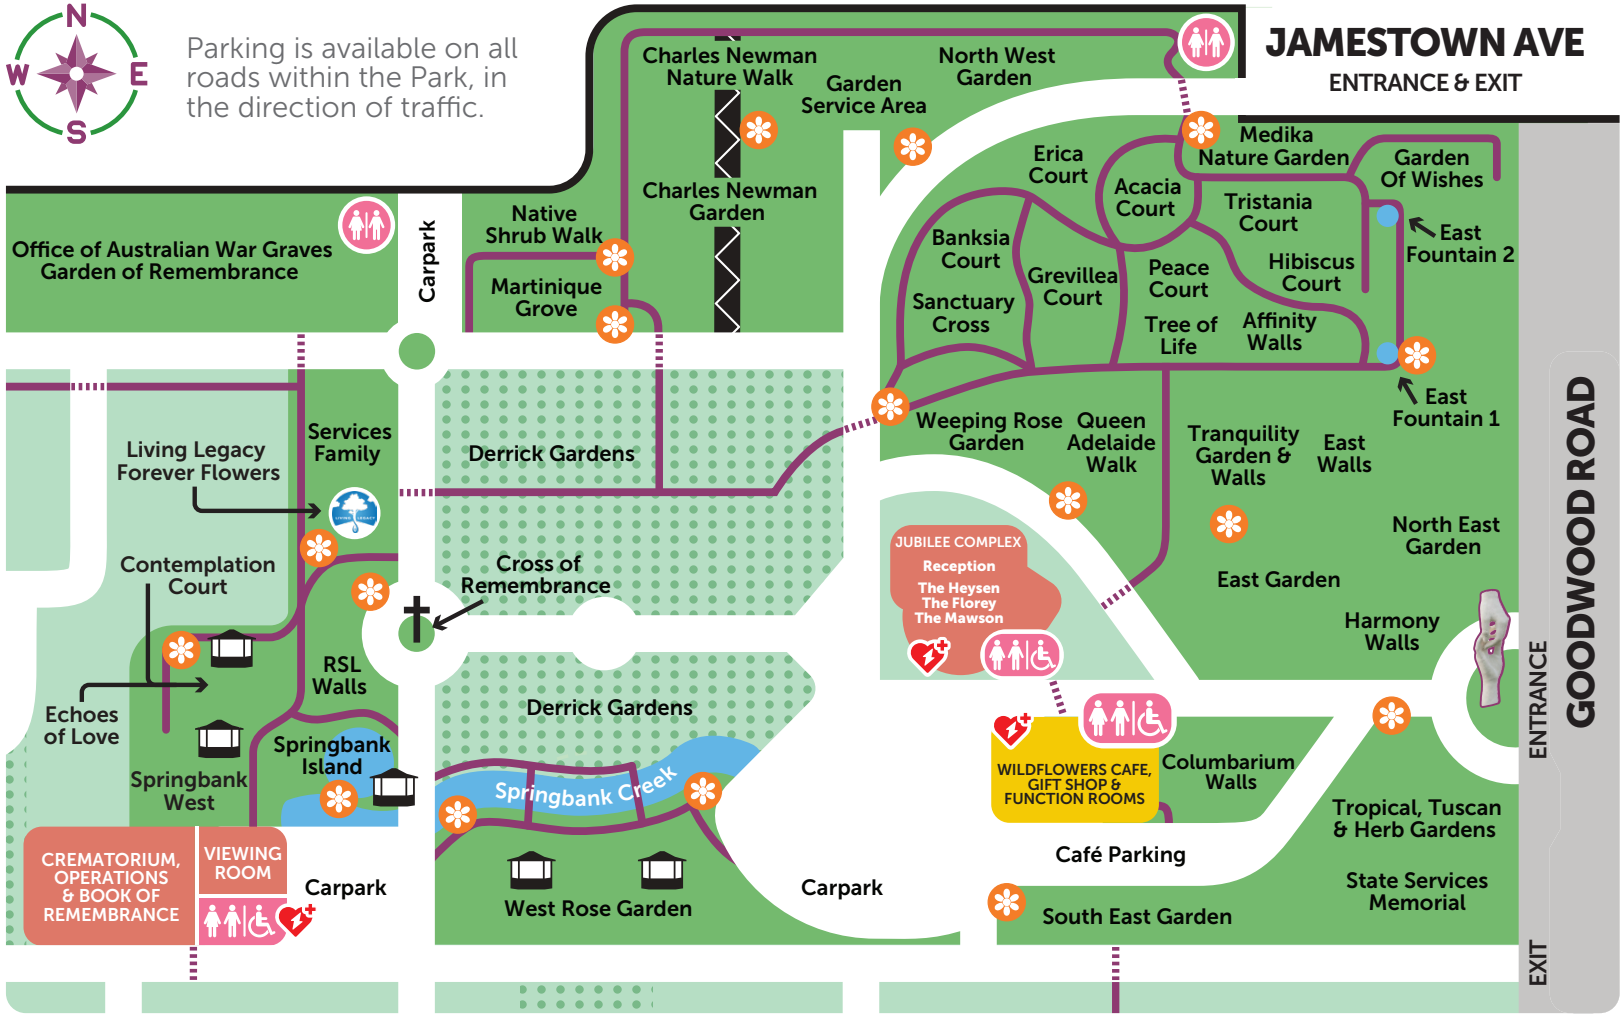 N
W
E
S
Parking is available on all
roads within the Park, in
the direction of traffic.
JAMESTOWN AVE
ENTRANCE & EXIT
Charles Newman
Nature Walk
Garden
Service Area
North West
Garden
Medika
Nature Garden
Garden
Of Wishes
Erica
Court
Acacia
Court
Tristania
Court
East
Fountain 2
Charles Newman
Garden
Native
Shrub Walk
Martinique
Grove
Carpark
Office of Australian War Graves
Garden of Remembrance
Banksia
Court
Grevillea
Court
Peace
Court
Hibiscus
Court
Sanctuary
Cross
Tree of
Life
Affinity
Walls
East
Fountain 1
Weeping Rose
Garden
Queen
Adelaide
Walk
Tranquility
Garden &
Walls
East
Walls
North East
Garden
East Garden
Harmony
Walls
GOODWOOD ROAD
ENTRANCE
EXIT
Services
Family
Living Legacy
Forever Flowers
LIVING LEGACY
Derrick Gardens
Contemplation
Court
Cross of
Remembrance
JUBILEE COMPLEX
Reception
The Heysen
The Florey
The Mawson
RSL
Walls
Echoes
of Love
Derrick Gardens
Springbank
Island
Springbank
West
Springbank Creek
WILDFLOWERS CAFE,
GIFT SHOP &
FUNCTION ROOMS
Columbarium
Walls
Tropical, Tuscan
& Herb Gardens
CREMATORIUM,
OPERATIONS
& BOOK OF
REMEMBRANCE
VIEWING
ROOM
Carpark
West Rose Garden
Carpark
Café Parking
State Services
Memorial
South East Garden